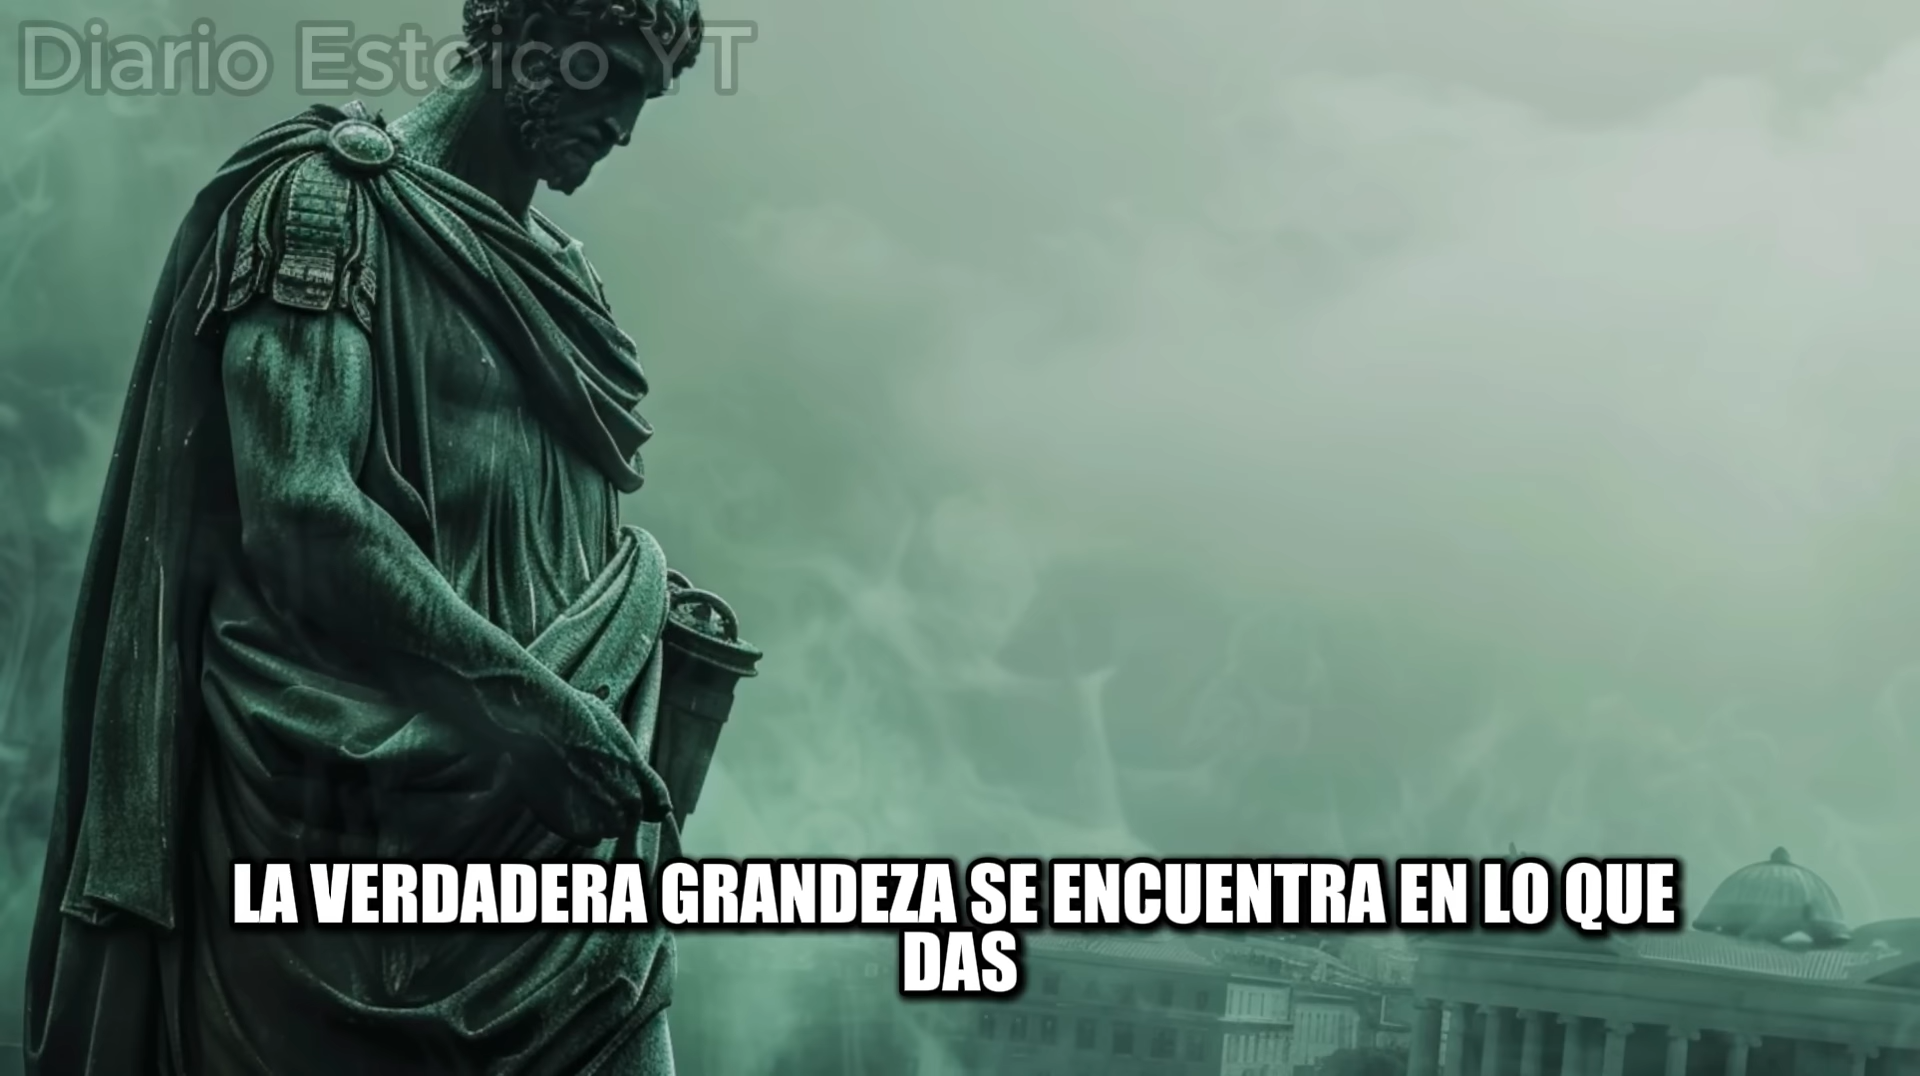 Diario Estoico YT
LA VERDADERA GRANDEZA SE ENCUENTRA EN LO QUE
DAS